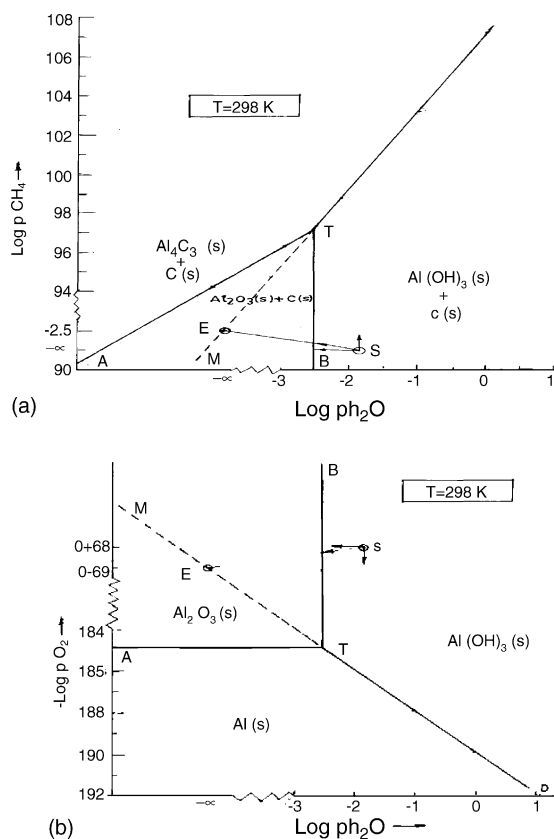 108
106
104
102
100
98
96
94
-2.5
-∞
90
Log p CH₄
T=298 K
Al₄C₃ (s)
+
C (s)
T
Al₂O₃(s)+C(s)
Al (OH)₃ (s)
+
c (s)
E
S
A
M
B
-∞
-3
-2
-1
0
1
(a)
Log ph₂O
B
T=298 K
M
0+68
0-69
s
E
Al₂ O₃ (s)
184
185
A
T
Al (OH)₃ (s)
-Log p O₂
188
Al (s)
190
192
D
-∞
-3
-2
-1
0
1
(b)
Log ph₂O